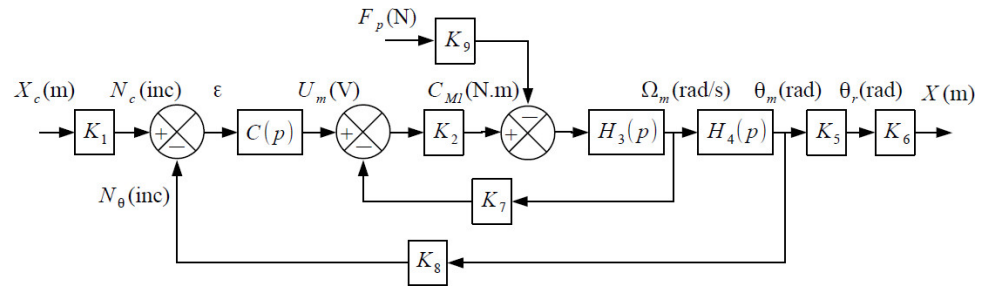 F_p(N)
K_9
X_c(m) N_c(inc) ε U_m(V) C_MI(N.m) Ω_m(rad/s) θ_m(rad) θ_r(rad) X(m)
K_1 + − C(p) + − K_2 + − H_3(p) H_4(p) K_5 K_6
N_θ(inc)
K_7
K_8